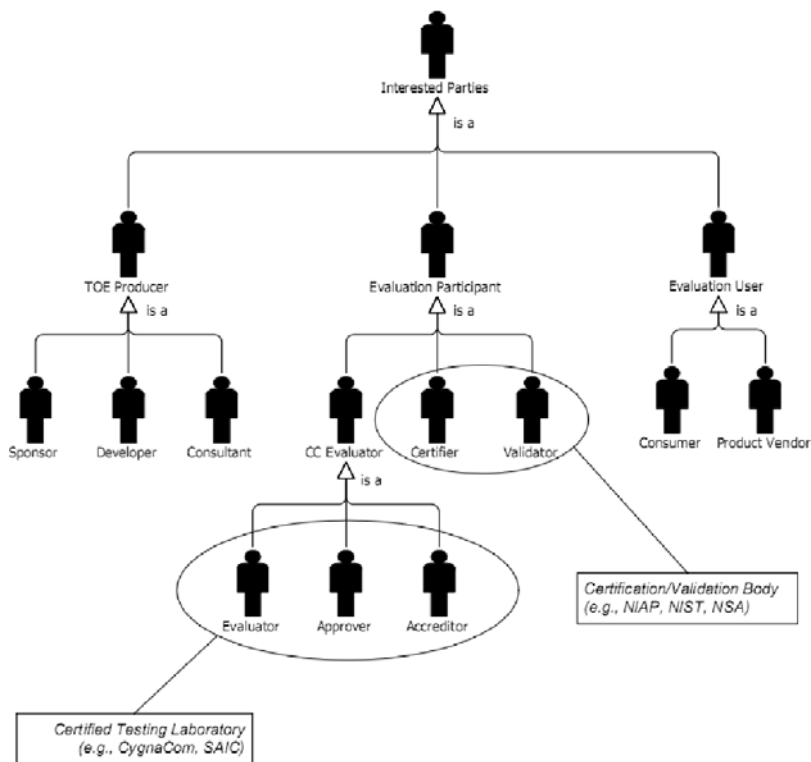 Interested Parties
is a
TOE Producer
Evaluation Participant
Evaluation User
is a
is a
is a
Sponsor
Developer
Consultant
CC Evaluator
Certifier
Validator
Consumer
Product Vendor
is a
Evaluator
Approver
Accreditor
Certification/Validation Body
(e.g., NIAP, NIST, NSA)
Certified Testing Laboratory
(e.g., CygnaCom, SAIC)